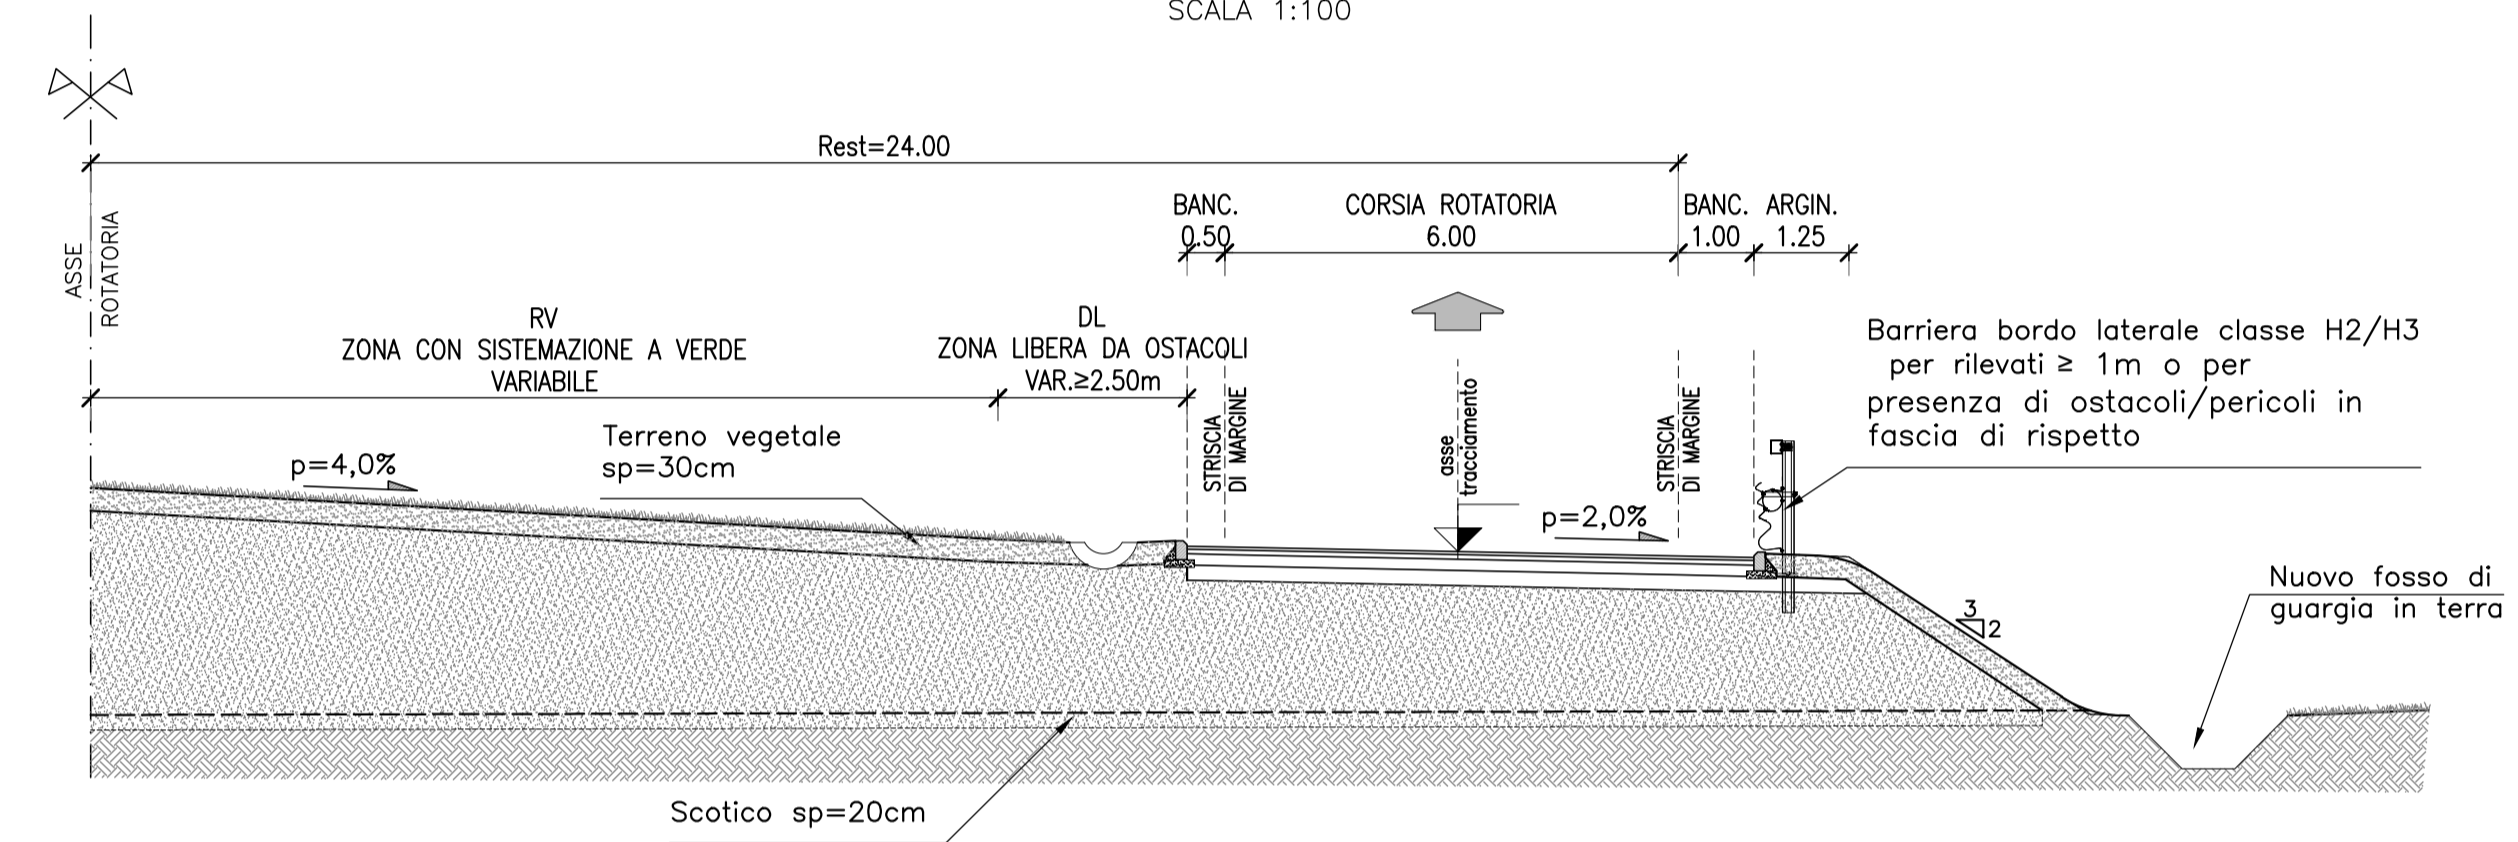 SCALA 1:100
Rest=24.00
BANC.
0.50
CORSIA ROTATORIA
6.00
BANC.
1.00
ARGIN.
1.25
ASSE
ROTATORIA
RV
ZONA CON SISTEMAZIONE A VERDE
VARIABILE
DL
ZONA LIBERA DA OSTACOLI
VAR.≥2.50m
STRISCIA
DI MARGINE
asse
tracciamento
STRISCIA
DI MARGINE
Barriera bordo laterale classe H2/H3
per rilevati ≥ 1m o per
presenza di ostacoli/pericoli in
fascia di rispetto
Terreno vegetale
sp=30cm
p=4,0%
p=2,0%
3
2
Nuovo fosso di
guargia in terra
Scotico sp=20cm